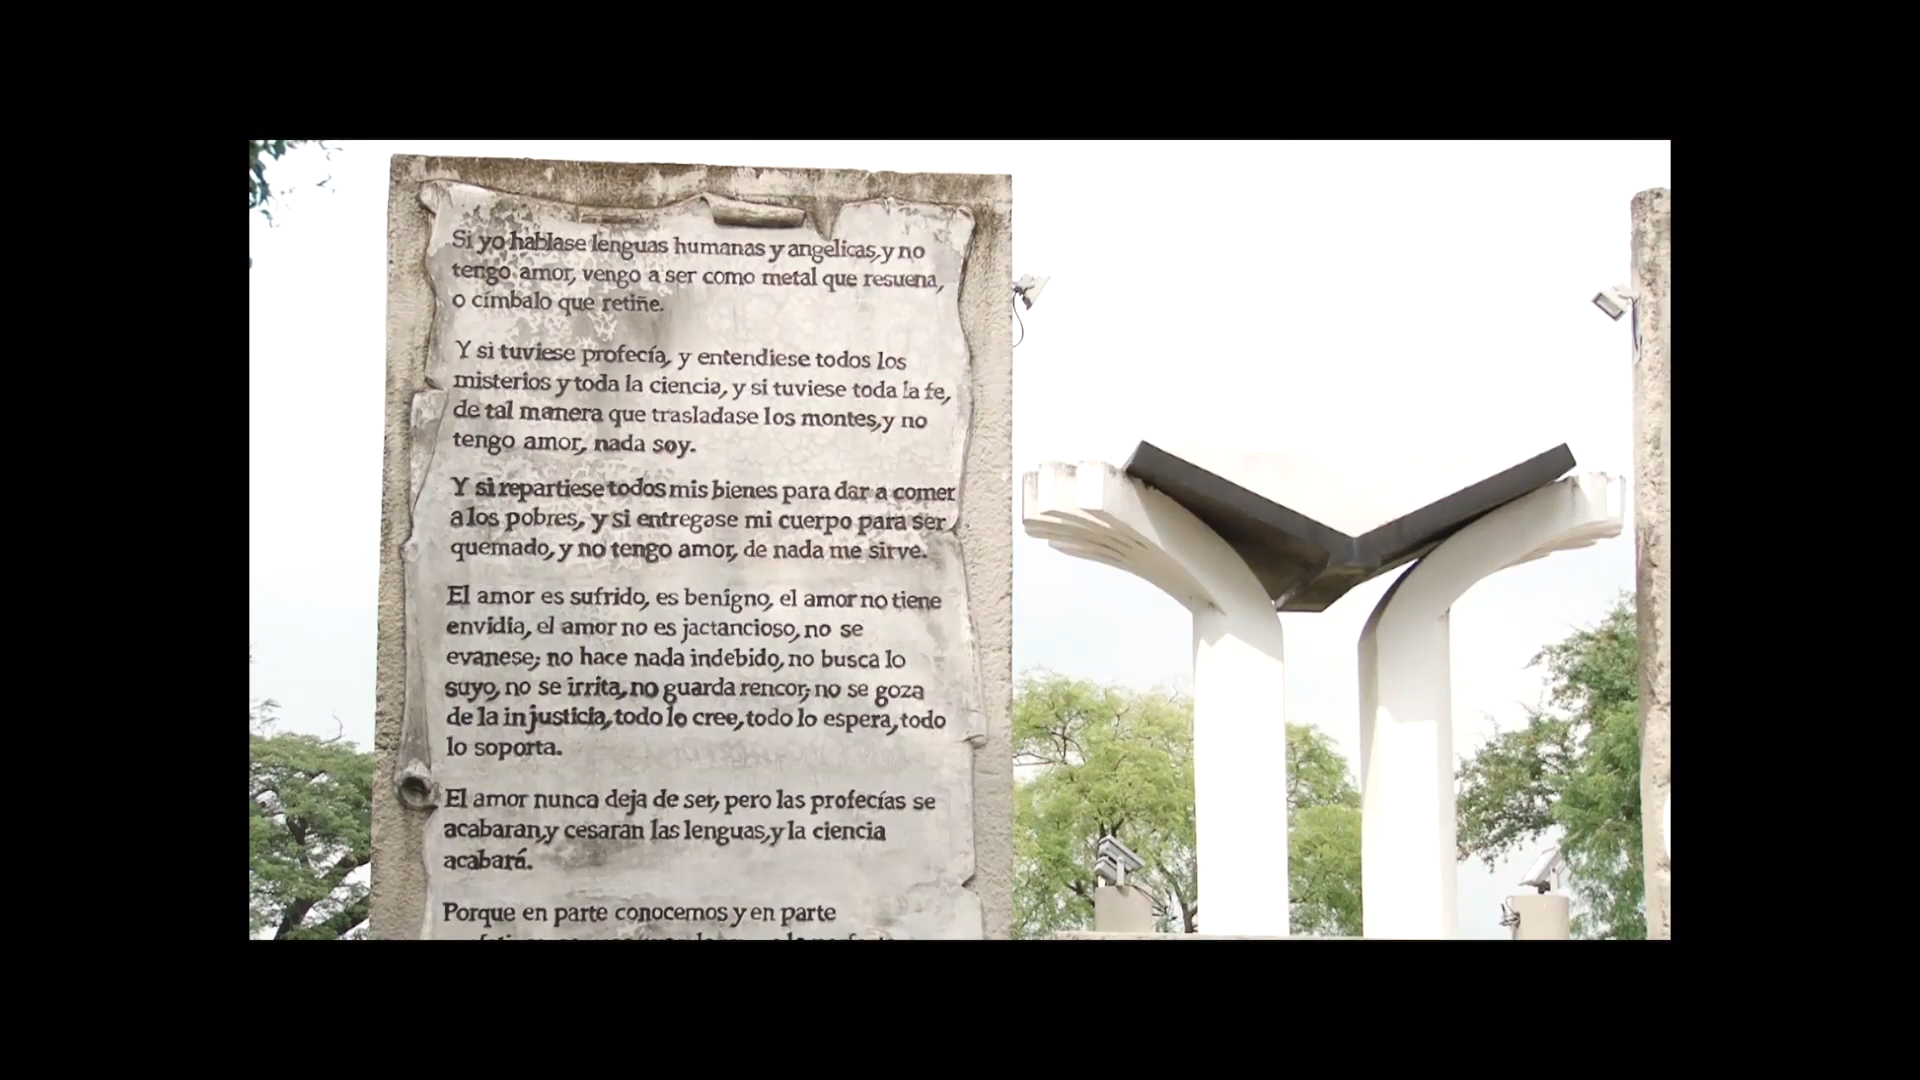 Si yo hablase lenguas humanas y angelicas, y no
tengo amor, vengo a ser como metal que resuena,
o címbalo que retiñe.
Y si tuviese profecía, y entendiese todos los
misterios y toda la ciencia, y si tuviese toda la fe,
de tal manera que trasladase los montes, y no
tengo amor, nada soy.
Y si repartiese todos mis bienes para dar a comer
a los pobres, y si entregase mi cuerpo para ser
quemado, y no tengo amor, de nada me sirve.
El amor es sufrido, es benigno, el amor no tiene
envidia, el amor no es jactancioso, no se
evanese; no hace nada indebido, no busca lo
suyo, no se irrita, no guarda rencor; no se goza
de la injusticia, todo lo cree, todo lo espera, todo
lo soporta.
El amor nunca deja de ser, pero las profecías se
acabaran, y cesaran las lenguas, y la ciencia
acabará.
Porque en parte conocemos y en parte